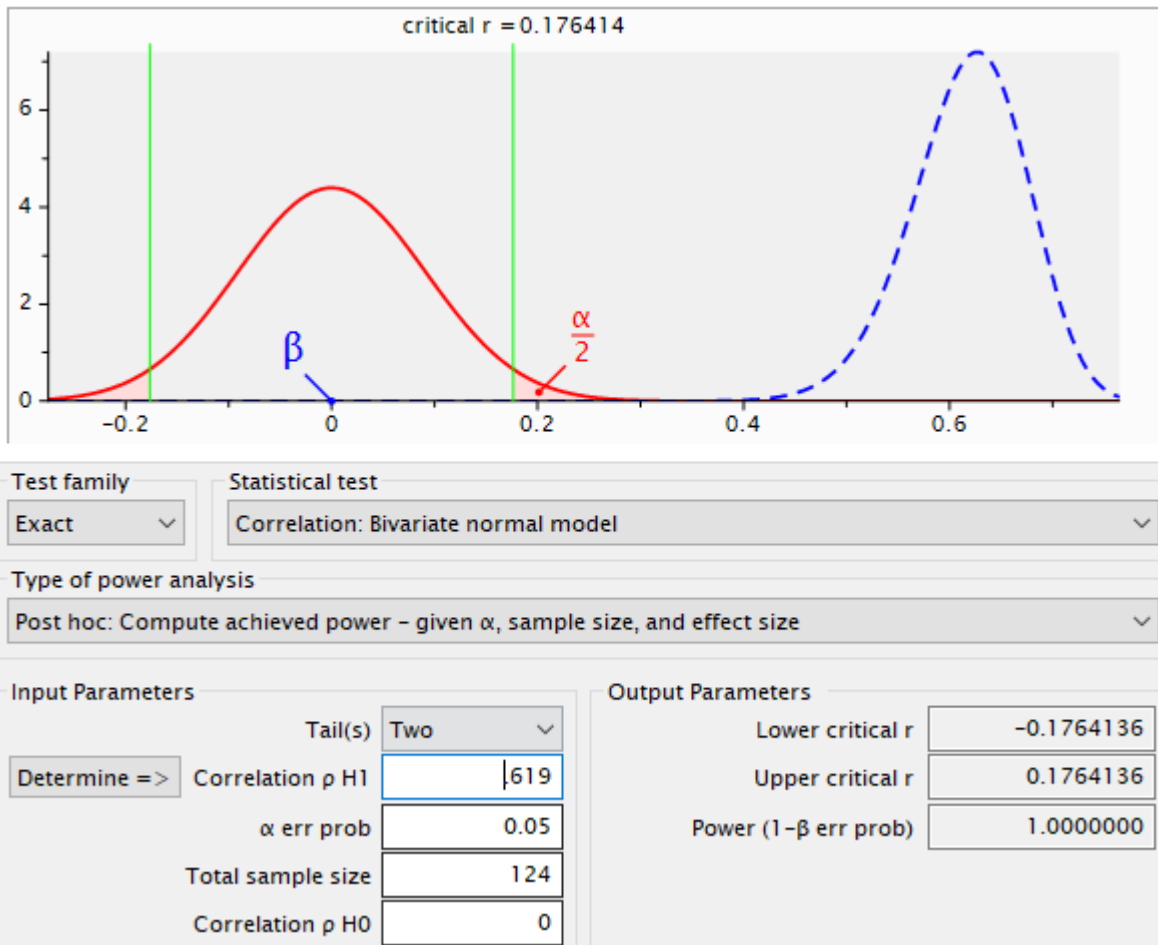 critical r = 0.176414
6
4
2
0
β
α
2
-0.2
0
0.2
0.4
0.6
Test family
Statistical test
Exact
Correlation: Bivariate normal model
Type of power analysis
Post hoc: Compute achieved power – given α, sample size, and effect size
Input Parameters
Output Parameters
Tail(s) Two
Lower critical r -0.1764136
Determine => Correlation ρ H1 .619
Upper critical r 0.1764136
α err prob 0.05
Power (1-β err prob) 1.0000000
Total sample size 124
Correlation ρ H0 0